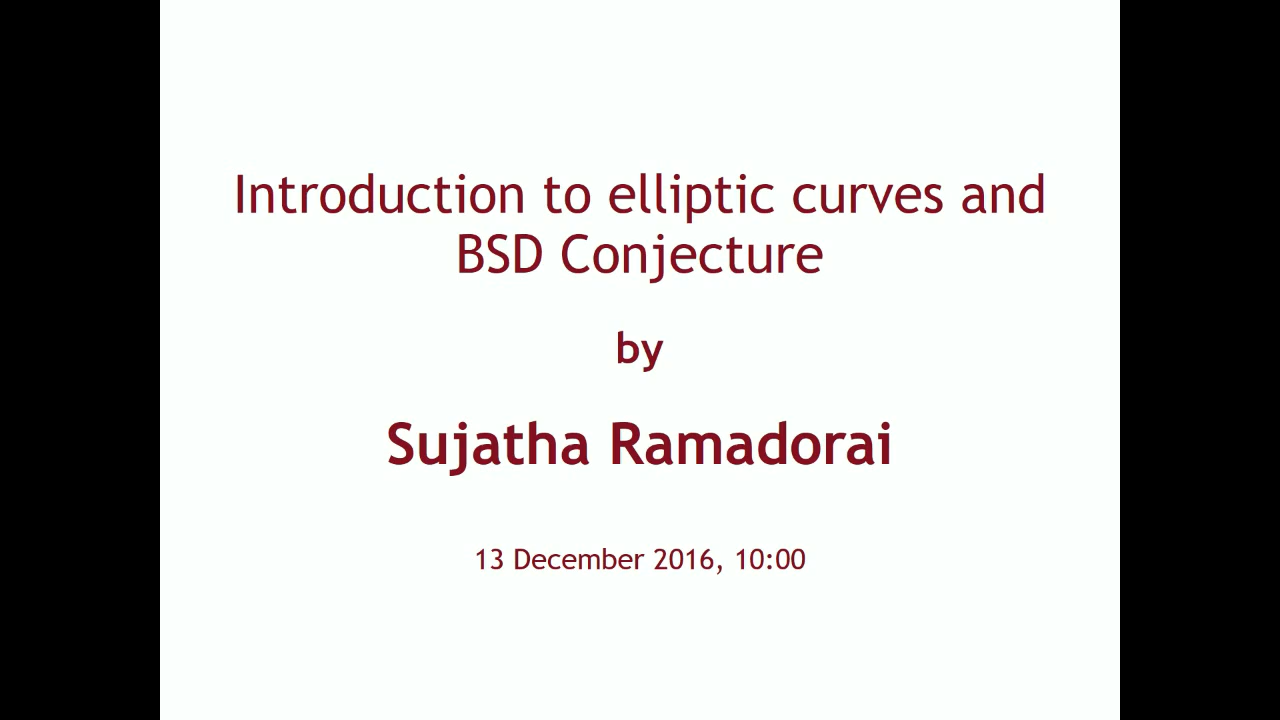 Introduction to elliptic curves and
BSD Conjecture
by
Sujatha Ramadorai
13 December 2016, 10:00